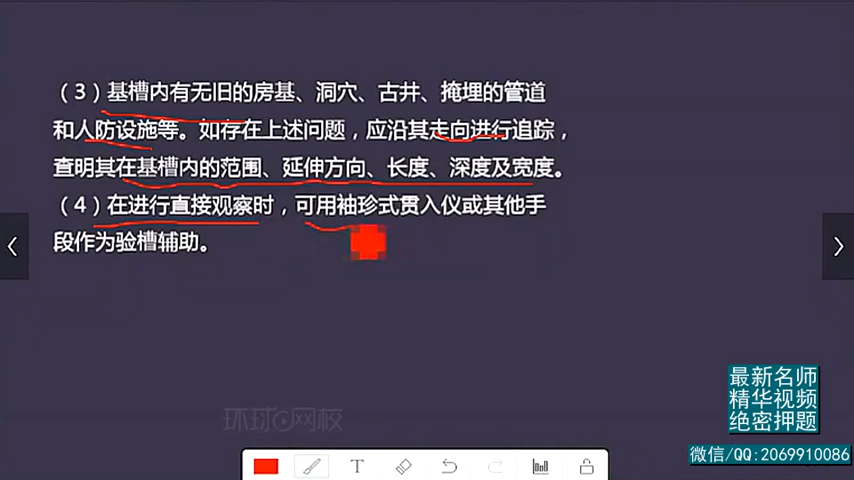 （3）基槽内有无旧的房基、洞穴、古井、掩埋的管道
和人防设施等。如存在上述问题，应沿其走向进行追踪，
查明其在基槽内的范围、延伸方向、长度、深度及宽度。
（4）在进行直接观察时，可用袖珍式贯入仪或其他手
段作为验槽辅助。
最新名师
精华视频
绝密押题
环球网校
微信/QQ:2069910086
T